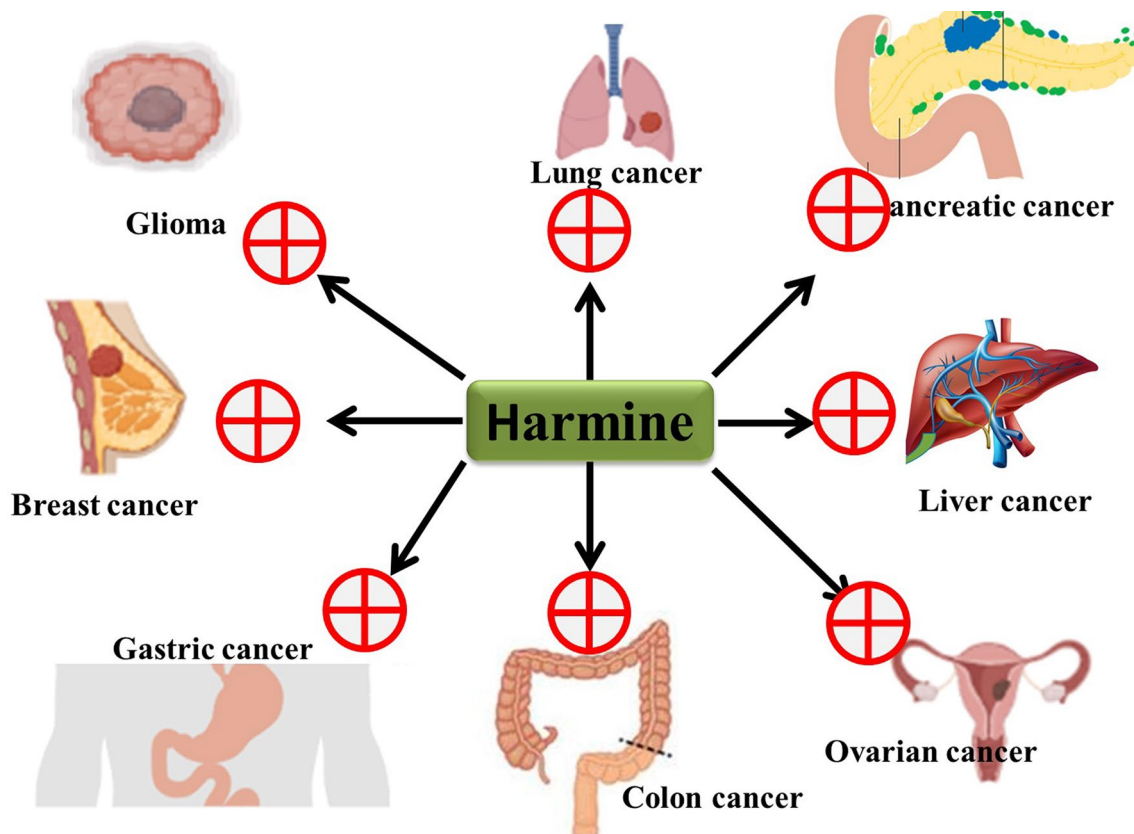 Lung cancer
ancreatic cancer
Glioma
Harmine
Breast cancer
Liver cancer
Gastric cancer
Ovarian cancer
Colon cancer